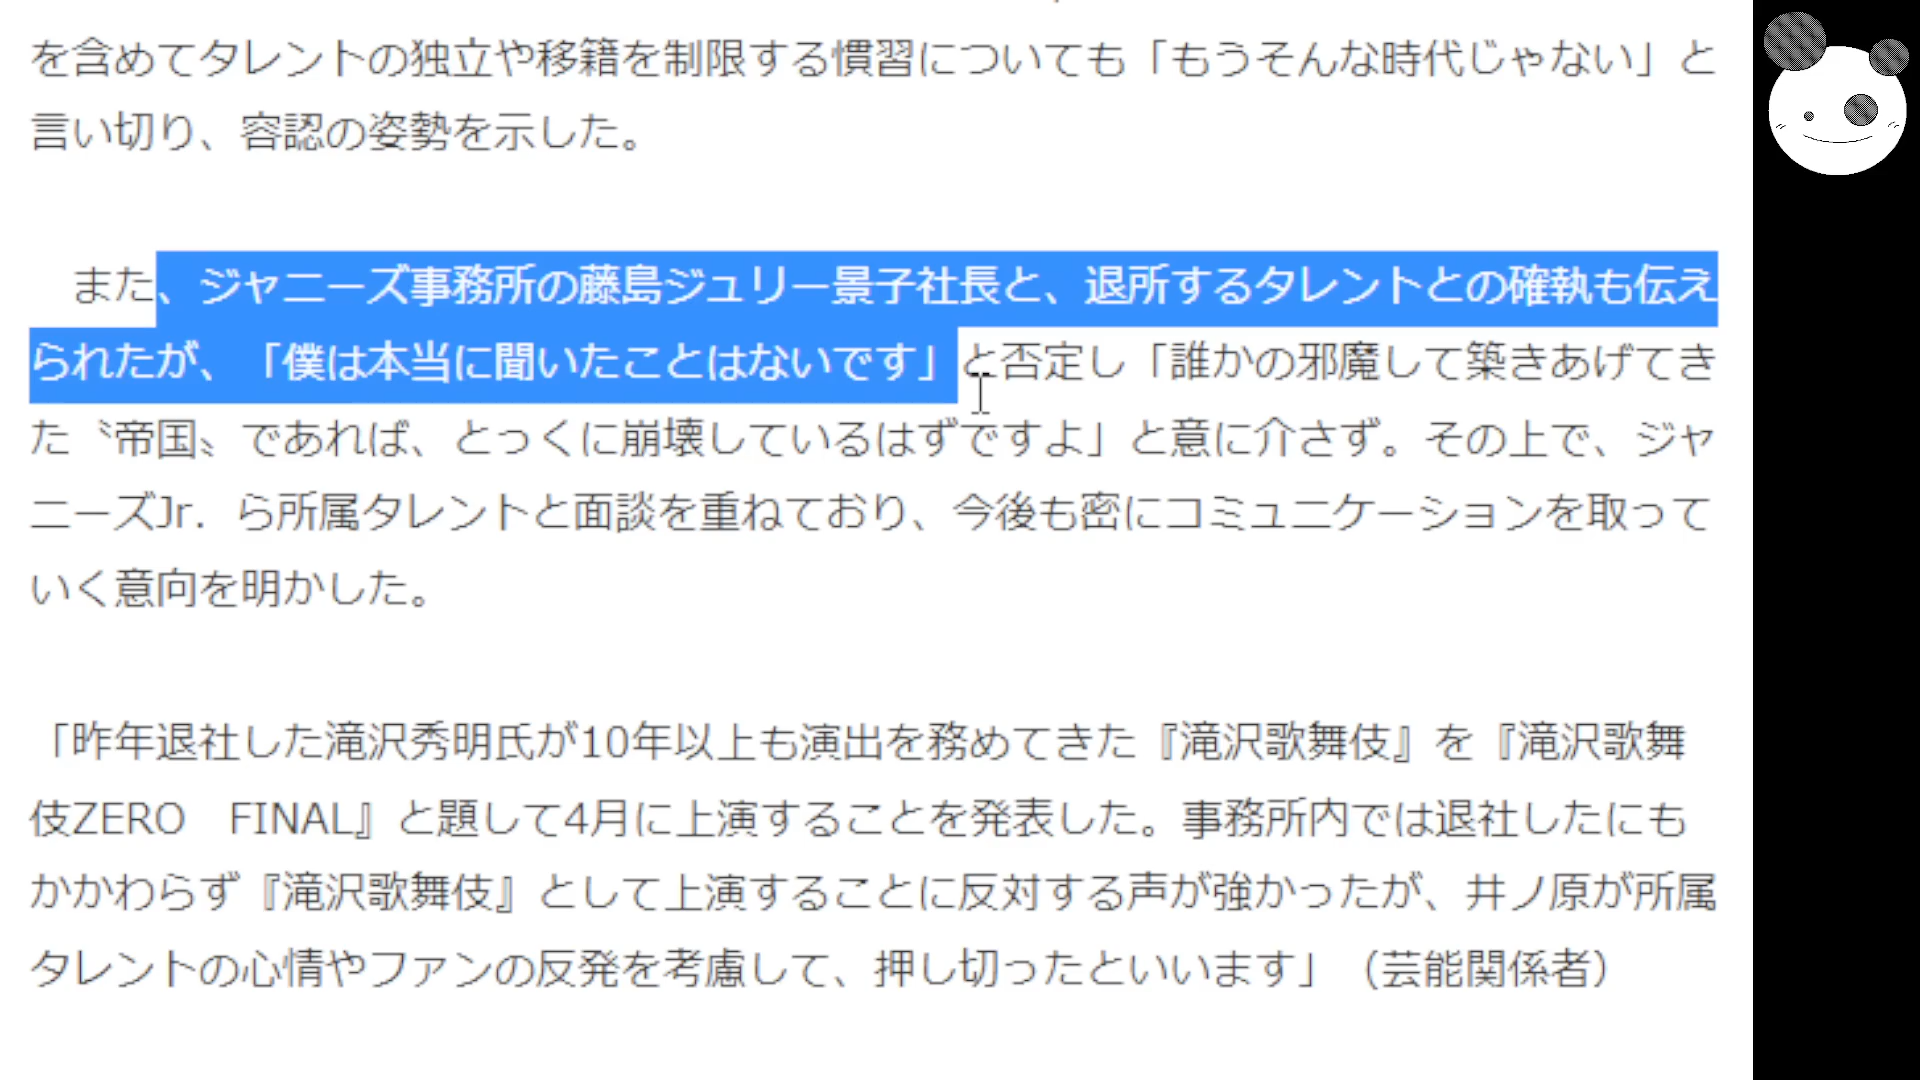 を含めてタレントの独立や移籍を制限する慣習についても「もうそんな時代じゃない」と
言い切り、容認の姿勢を示した。
また、ジャニーズ事務所の藤島ジュリー景子社長と、退所するタレントとの確執も伝え
られたが、「僕は本当に聞いたことはないです」と否定し「誰かの邪魔して築きあげてき
た〝帝国〟であれば、とっくに崩壊しているはずですよ」と意に介さず。その上で、ジャ
ニーズJr．ら所属タレントと面談を重ねており、今後も密にコミュニケーションを取って
いく意向を明かした。
「昨年退社した滝沢秀明氏が10年以上も演出を務めてきた『滝沢歌舞伎』を『滝沢歌舞
伎ZERO　FINAL』と題して4月に上演することを発表した。事務所内では退社したにも
かかわらず『滝沢歌舞伎』として上演することに反対する声が強かったが、井ノ原が所属
タレントの心情やファンの反発を考慮して、押し切ったといいます」（芸能関係者）